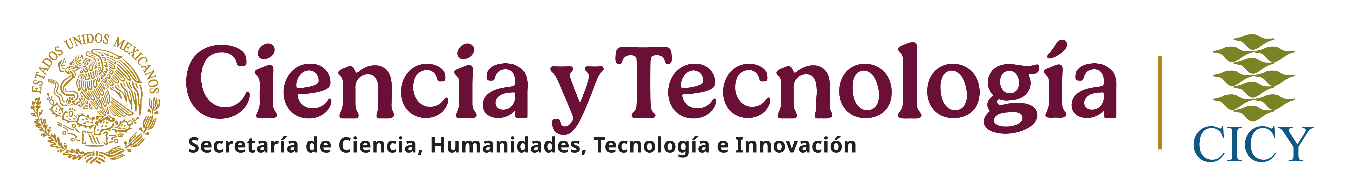 ESTADOS UNIDOS MEXICANOS
Ciencia y Tecnología
Secretaría de Ciencia, Humanidades, Tecnología e Innovación
CICY